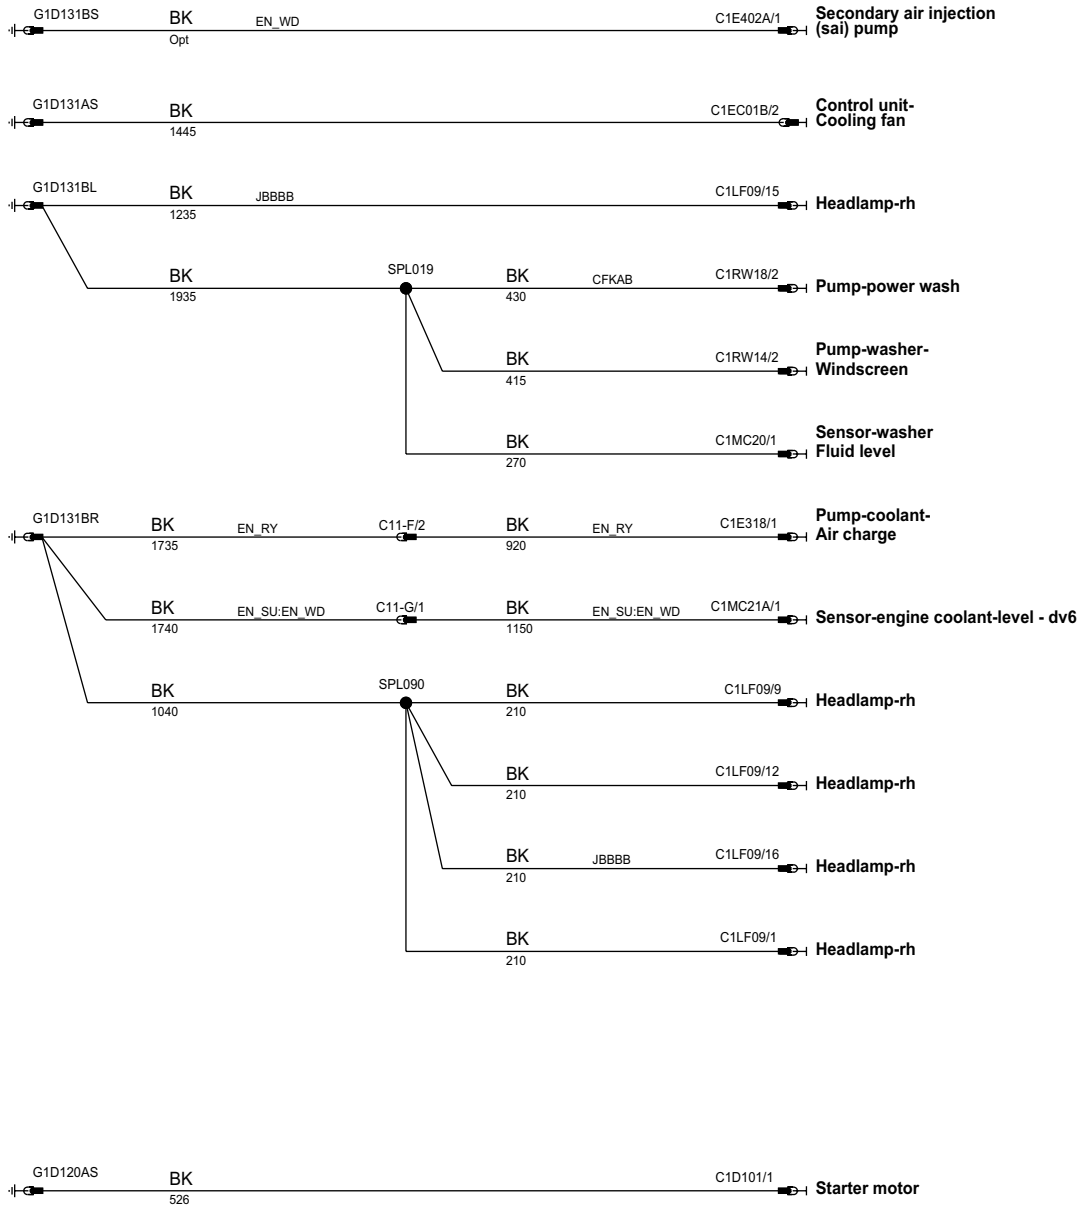 G1D131BS BK EN_WD C1E402A/1 Secondary air injection
Opt (sai) pump
G1D131AS BK C1EC01B/2 Control unit-
1445 Cooling fan
G1D131BL BK JBBBB C1LF09/15 Headlamp-rh
1235
BK SPL019 BK CFKAB C1RW18/2 Pump-power wash
1935 430
BK C1RW14/2 Pump-washer-
415 Windscreen
BK C1MC20/1 Sensor-washer
270 Fluid level
G1D131BR BK EN_RY C11-F/2 BK EN_RY C1E318/1 Pump-coolant-
1735 920 Air charge
BK EN_SU:EN_WD C11-G/1 BK EN_SU:EN_WD C1MC21A/1 Sensor-engine coolant-level - dv6
1740 1150
BK SPL090 BK C1LF09/9 Headlamp-rh
1040 210
BK C1LF09/12 Headlamp-rh
210
BK JBBBB C1LF09/16 Headlamp-rh
210
BK C1LF09/1 Headlamp-rh
210
G1D120AS BK C1D101/1 Starter motor
526